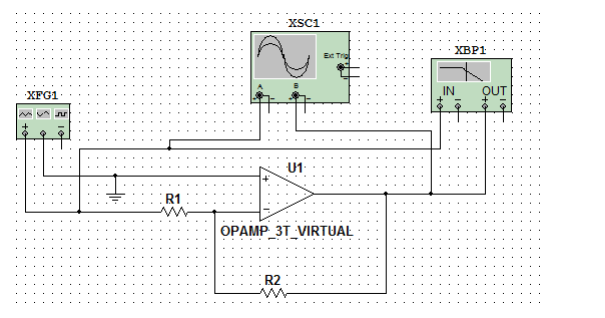 XSC1
XBP1
Ext Trig
+
-
A
B
+ - + -
IN OUT
+ - + -
XFG1
+ -
U1
+
-
R1
OPAMP_3T_VIRTUAL
R2